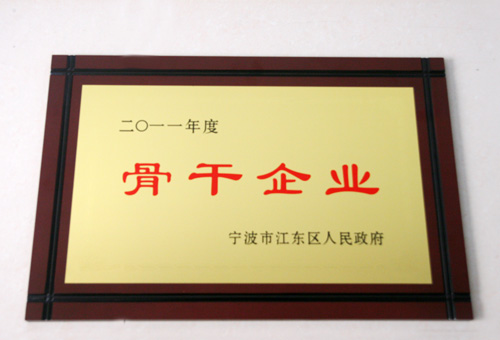 二〇一一年度
骨干企业
宁波市江东区人民政府